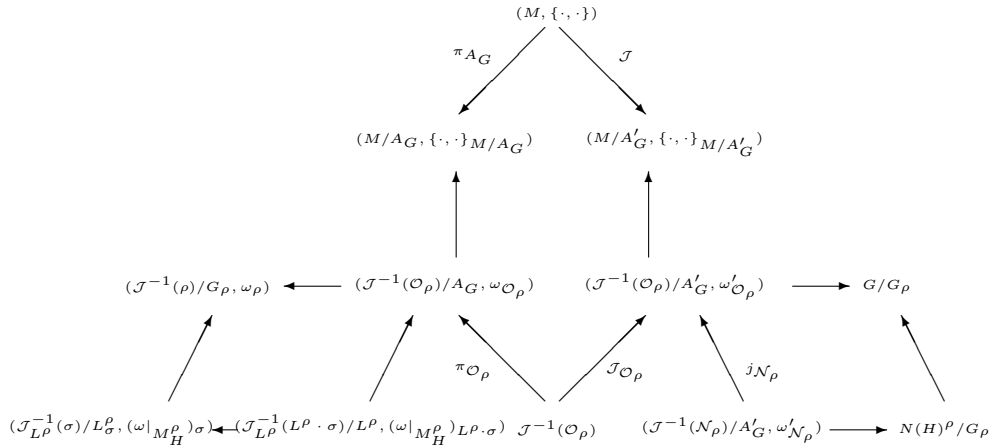 (M, {·, ·})
π_{A_G} 𝒥
(M/A_G, {·, ·}_{M/A_G}) (M/A′_G, {·, ·}_{M/A′_G})
(𝒥^{−1}(ρ)/G_ρ, ω_ρ) (𝒥^{−1}(𝒪_ρ)/A_G, ω_{𝒪_ρ}) (𝒥^{−1}(𝒪_ρ)/A′_G, ω′_{𝒪_ρ}) G/G_ρ
π_{𝒪_ρ} 𝒥_{𝒪_ρ} j_{𝒩_ρ}
(𝒥_{L^ρ}^{−1}(σ)/L^ρ_σ, (ω|_{M^ρ_H})_σ) (𝒥_{L^ρ}^{−1}(L^ρ · σ)/L^ρ, (ω|_{M^ρ_H})_{L^ρ·σ}) 𝒥^{−1}(𝒪_ρ) (𝒥^{−1}(𝒩_ρ)/A′_G, ω′_{𝒩_ρ}) N(H)^ρ/G_ρ